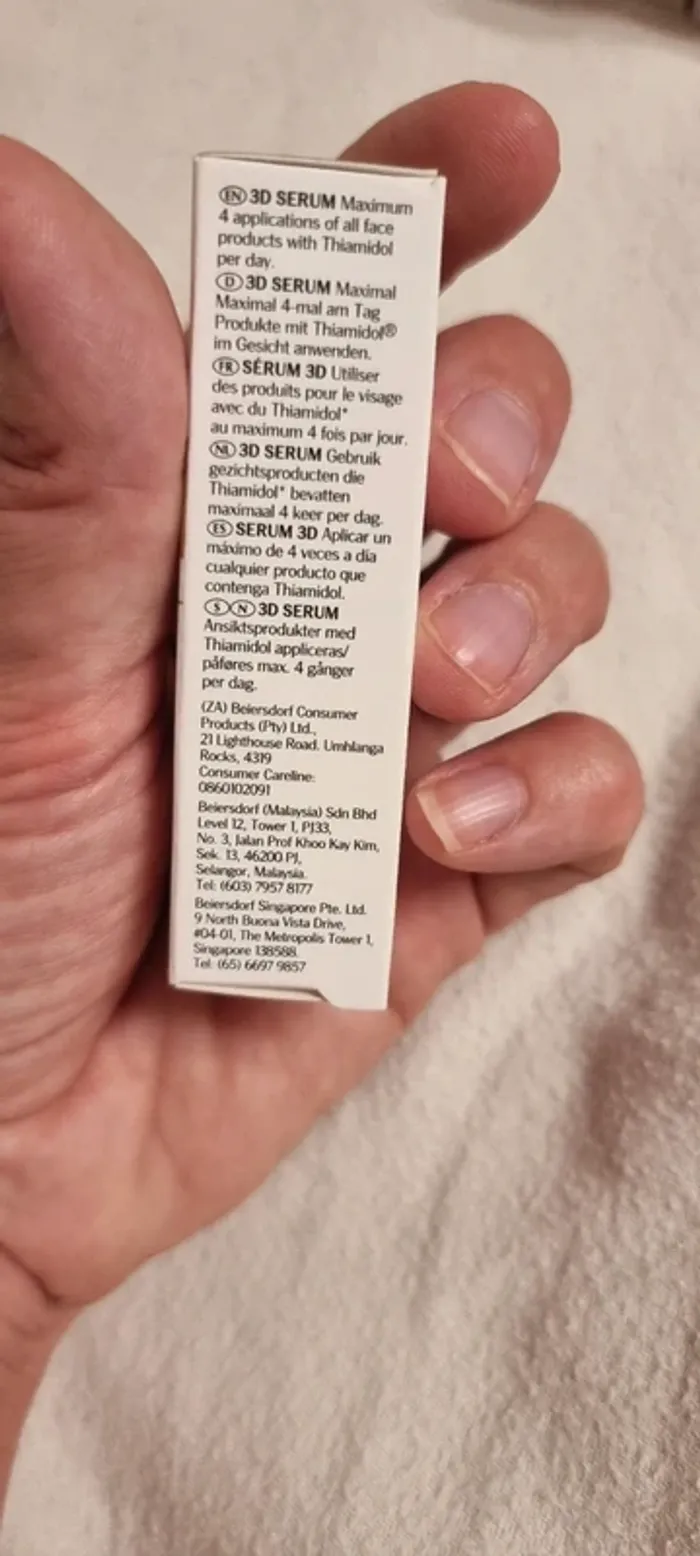 EN 3D SERUM Maximum
4 applications of all face
products with Thiamidol
per day.
D 3D SERUM Maximal
Maximal 4-mal am Tag
Produkte mit Thiamidol®
im Gesicht anwenden.
FR SÉRUM 3D Utiliser
des produits pour le visage
avec du Thiamidol*
au maximum 4 fois par jour.
NL 3D SERUM Gebruik
gezichtsproducten die
Thiamidol* bevatten
maximaal 4 keer per dag.
ES SERUM 3D Aplicar un
máximo de 4 veces a día
cualquier producto que
contenga Thiamidol.
S N 3D SERUM
Ansiktsprodukter med
Thiamidol appliceras/
påføres max. 4 gånger
per dag.
(ZA) Beiersdorf Consumer
Products (Pty) Ltd.,
21 Lighthouse Road. Umhlanga
Rocks, 4319
Consumer Careline:
0860102091
Beiersdorf (Malaysia) Sdn Bhd
Level 12, Tower 1, PJ33,
No. 3, Jalan Prof Khoo Kay Kim,
Sek. 13, 46200 PJ,
Selangor, Malaysia.
Tel: (603) 7957 8177
Beiersdorf Singapore Pte. Ltd.
9 North Buona Vista Drive,
#04-01, The Metropolis Tower 1,
Singapore 138588.
Tel: (65) 6697 9857